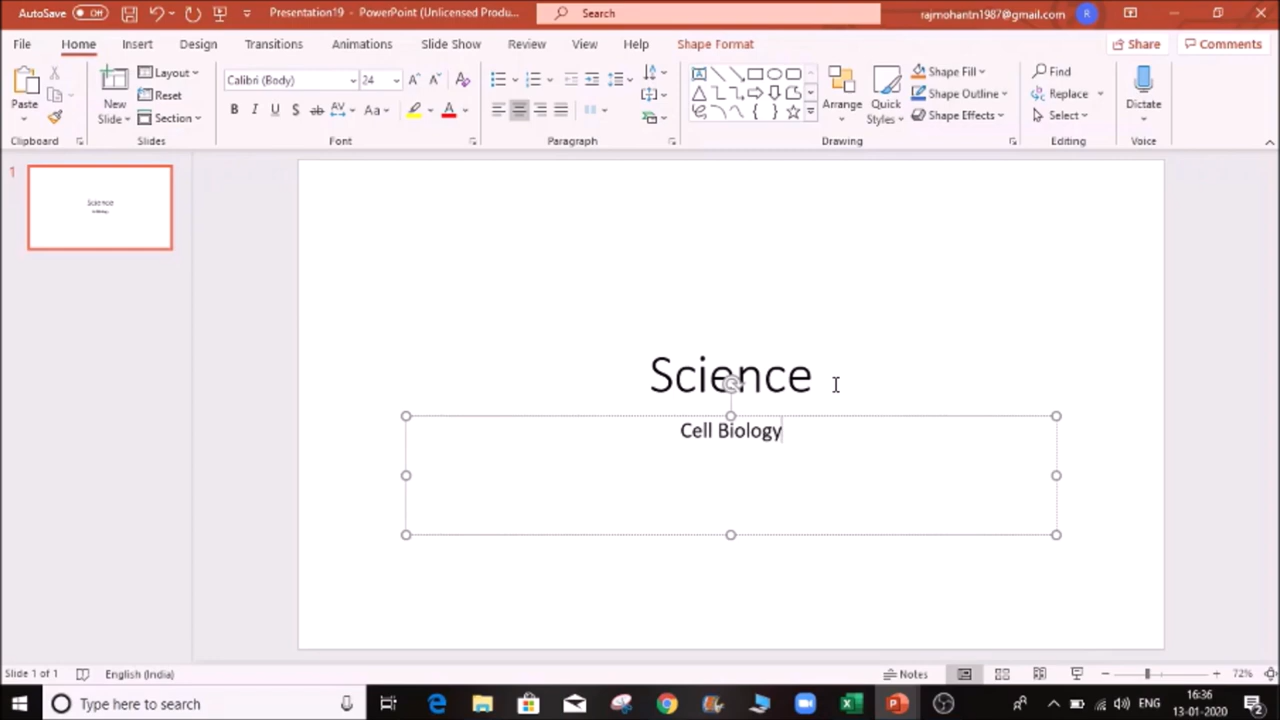 AutoSave Off Presentation19 - PowerPoint (Unlicensed Produ... Search rajmohantn1987@gmail.com R
File Home Insert Design Transitions Animations Slide Show Review View Help Shape Format Share Comments
Paste New Slide Layout Reset Section Calibri (Body) 24 Arrange Quick Styles Shape Fill Shape Outline Shape Effects Find Replace Select Dictate
Clipboard Slides Font Paragraph Drawing Voice
1
Science
Science
Cell Biology
Slide 1 of 1 English (India) Notes 72%
Type here to search ENG 16:36
13-01-2020 2